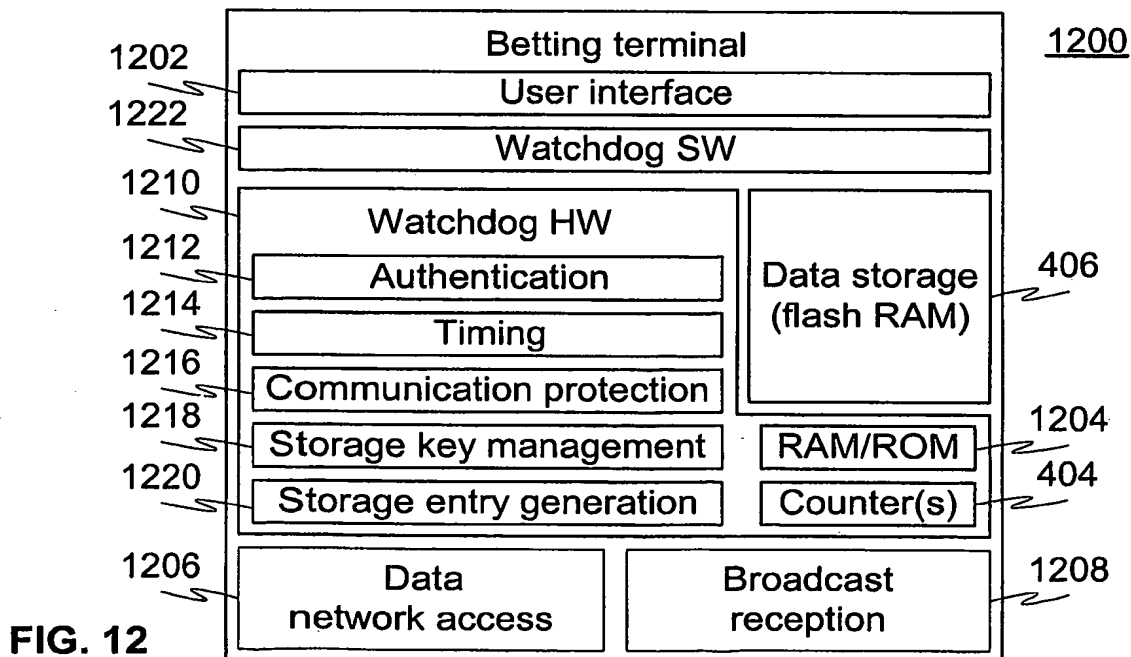 Betting terminal
1200
1202
User interface
1222
Watchdog SW
1210
Watchdog HW
1212
Authentication
Data storage
(flash RAM)
406
1214
Timing
1216
Communication protection
1218
Storage key management
RAM/ROM
1204
1220
Storage entry generation
Counter(s)
404
1206
Data
network access
Broadcast
reception
1208
FIG. 12